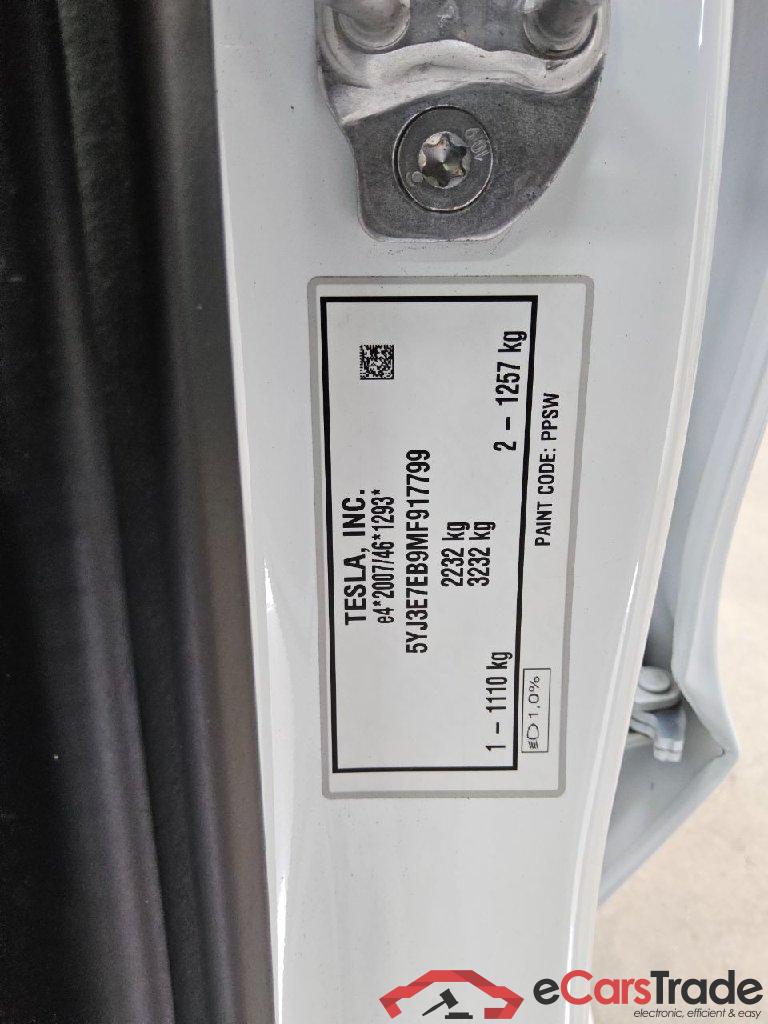 TESLA, INC.
e4*2007/46*1293*
5YJ3E7EB9MF917799
2232 kg
3232 kg
1 – 1110 kg
2 – 1257 kg
1,0%
PAINT CODE: PPSW
eCarsTrade
electronic, efficient & easy